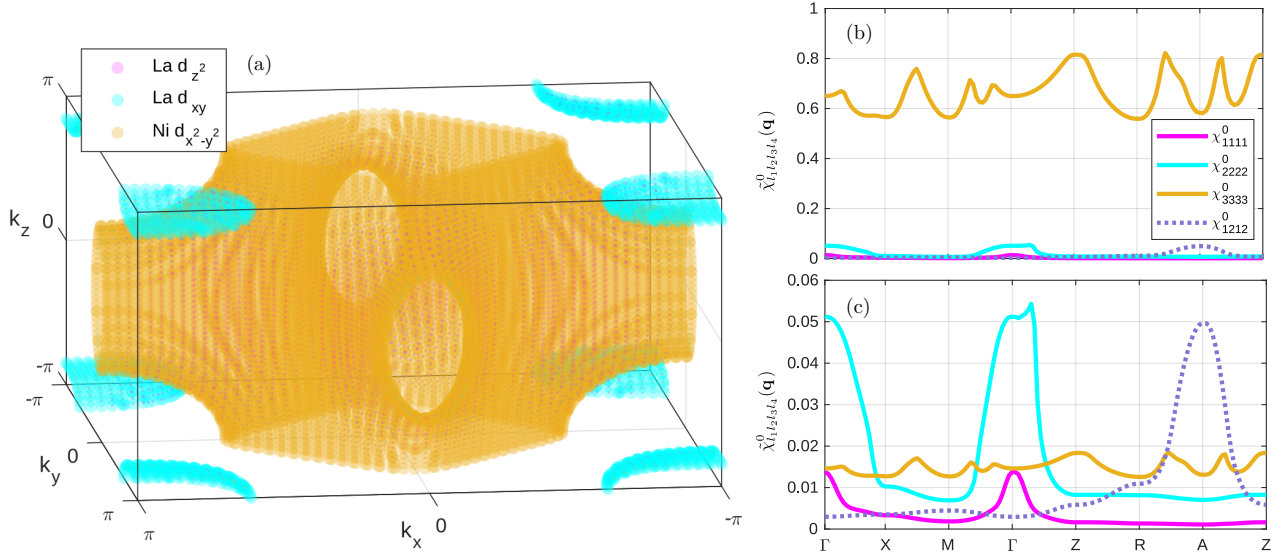 (a)
La d_{z^2}
La d_{xy}
Ni d_{x^2-y^2}
π
k_z 0
-π
-π
k_y 0
π
π
k_x 0
-π
(b)
1
0.8
0.6
0.4
0.2
0
χ̃^0_{l_1l_2l_3l_4}(q)
χ^0_{1111}
χ^0_{2222}
χ^0_{3333}
χ^0_{1212}
(c)
0.06
0.05
0.04
0.03
0.02
0.01
0
χ̃^0_{l_1l_2l_3l_4}(q)
Γ X M Γ Z R A Z